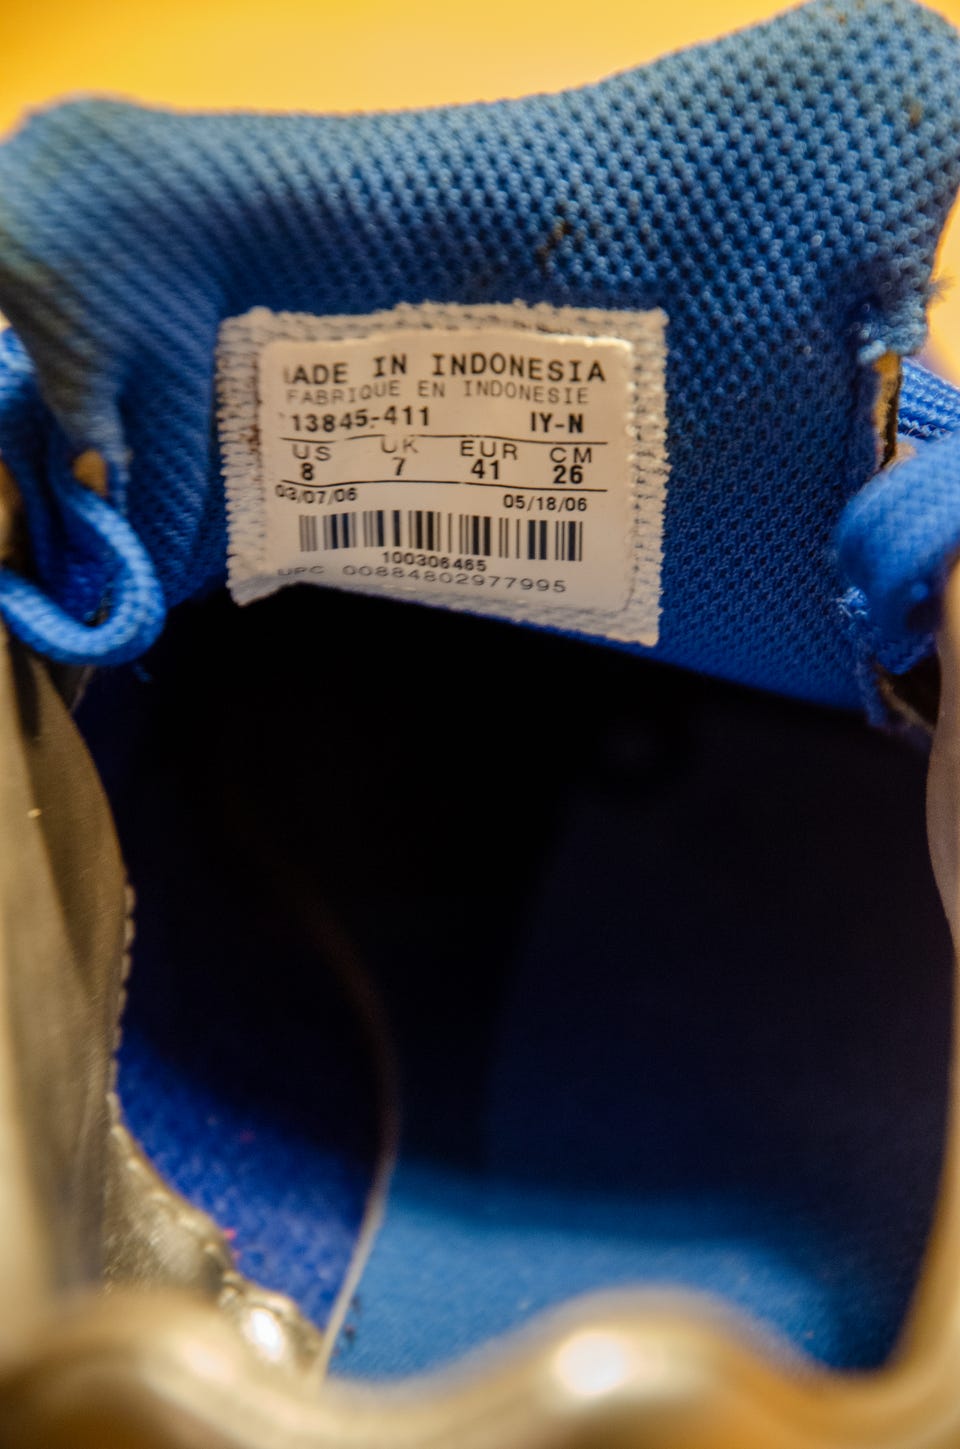 MADE IN INDONESIA
FABRIQUE EN INDONESIE
13845-411 IY-N
US UK EUR CM
8 7 41 26
03/07/06 05/18/06
100306465
UPC 00884802977995